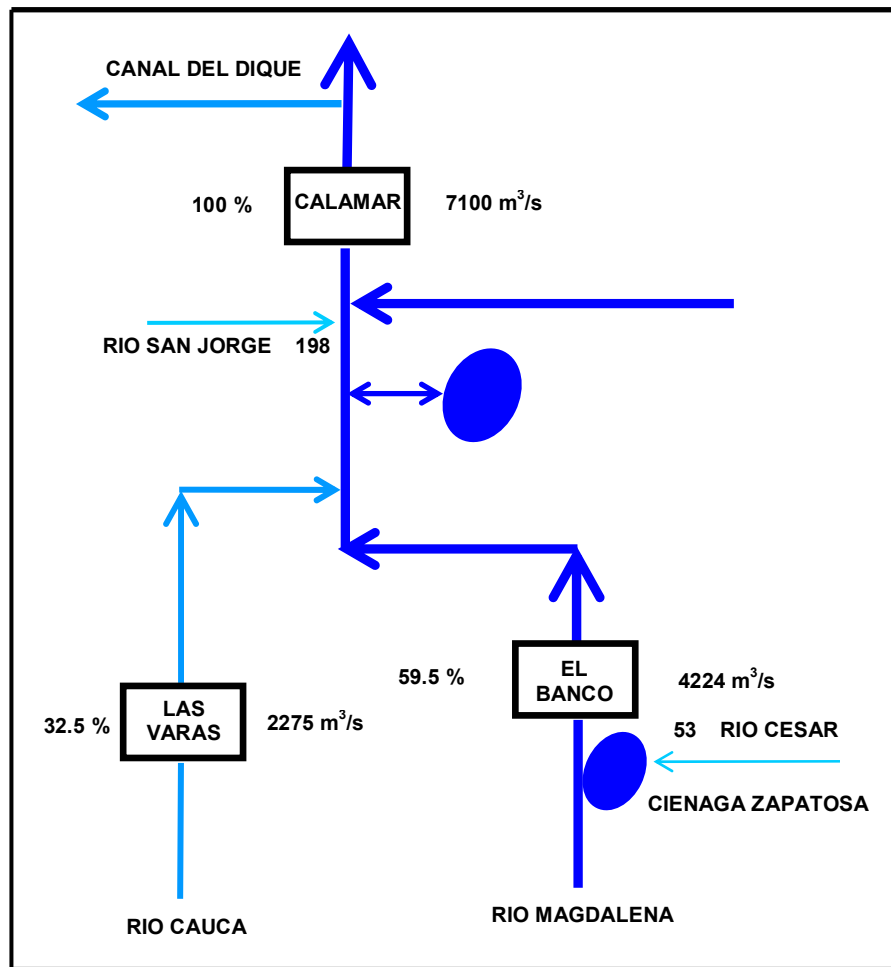 CANAL DEL DIQUE
100 %
CALAMAR
7100 m³/s
RIO SAN JORGE 198
59.5 %
EL
BANCO
4224 m³/s
32.5 %
LAS
VARAS
2275 m³/s
53 RIO CESAR
CIENAGA ZAPATOSA
RIO CAUCA
RIO MAGDALENA